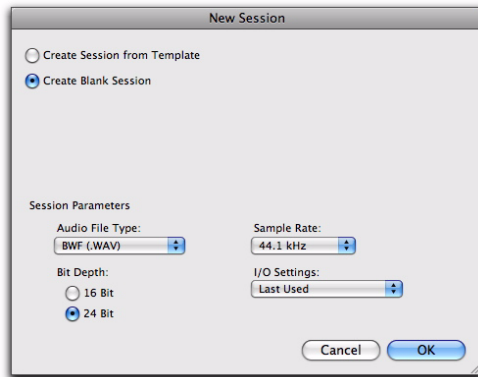 New Session
Create Session from Template
Create Blank Session
Session Parameters
Audio File Type:
BWF (.WAV)
Sample Rate:
44.1 kHz
Bit Depth:
16 Bit
24 Bit
I/O Settings:
Last Used
Cancel
OK